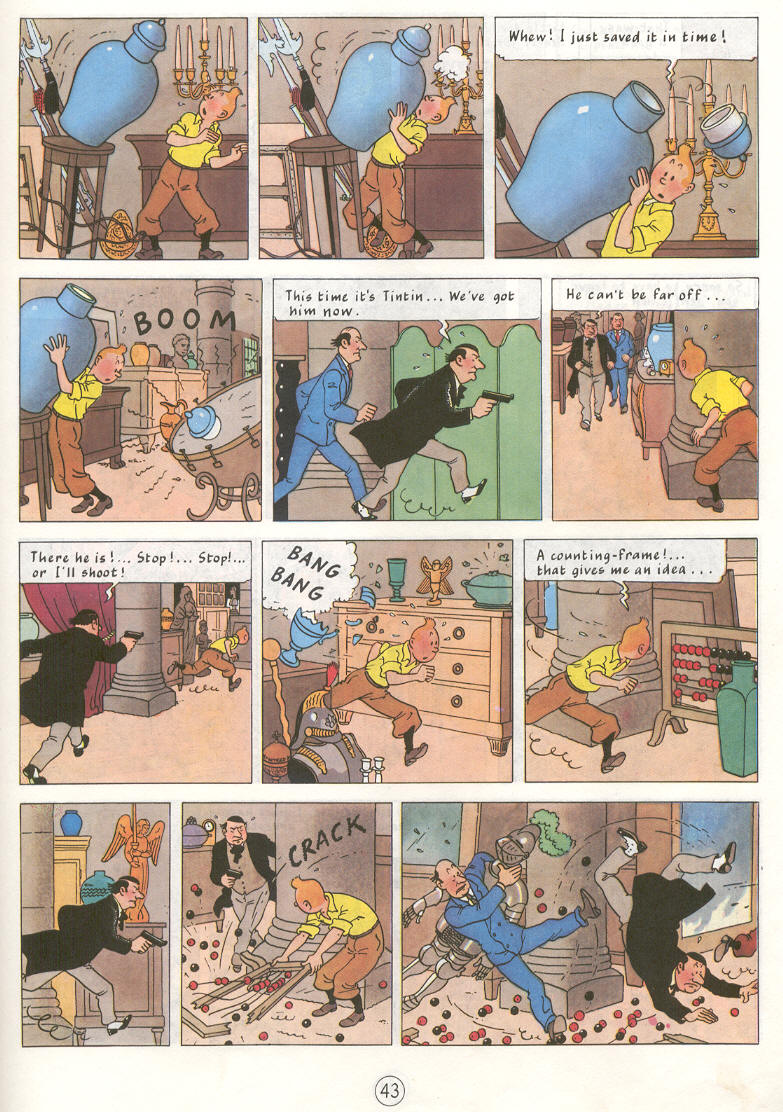 Whew! I just saved it in time!
BOOM
This time it's Tintin... We've got
him now.
He can't be far off...
There he is!... Stop!... Stop!...
or I'll shoot!
BANG
BANG
A counting-frame!...
that gives me an idea...
CRACK
43